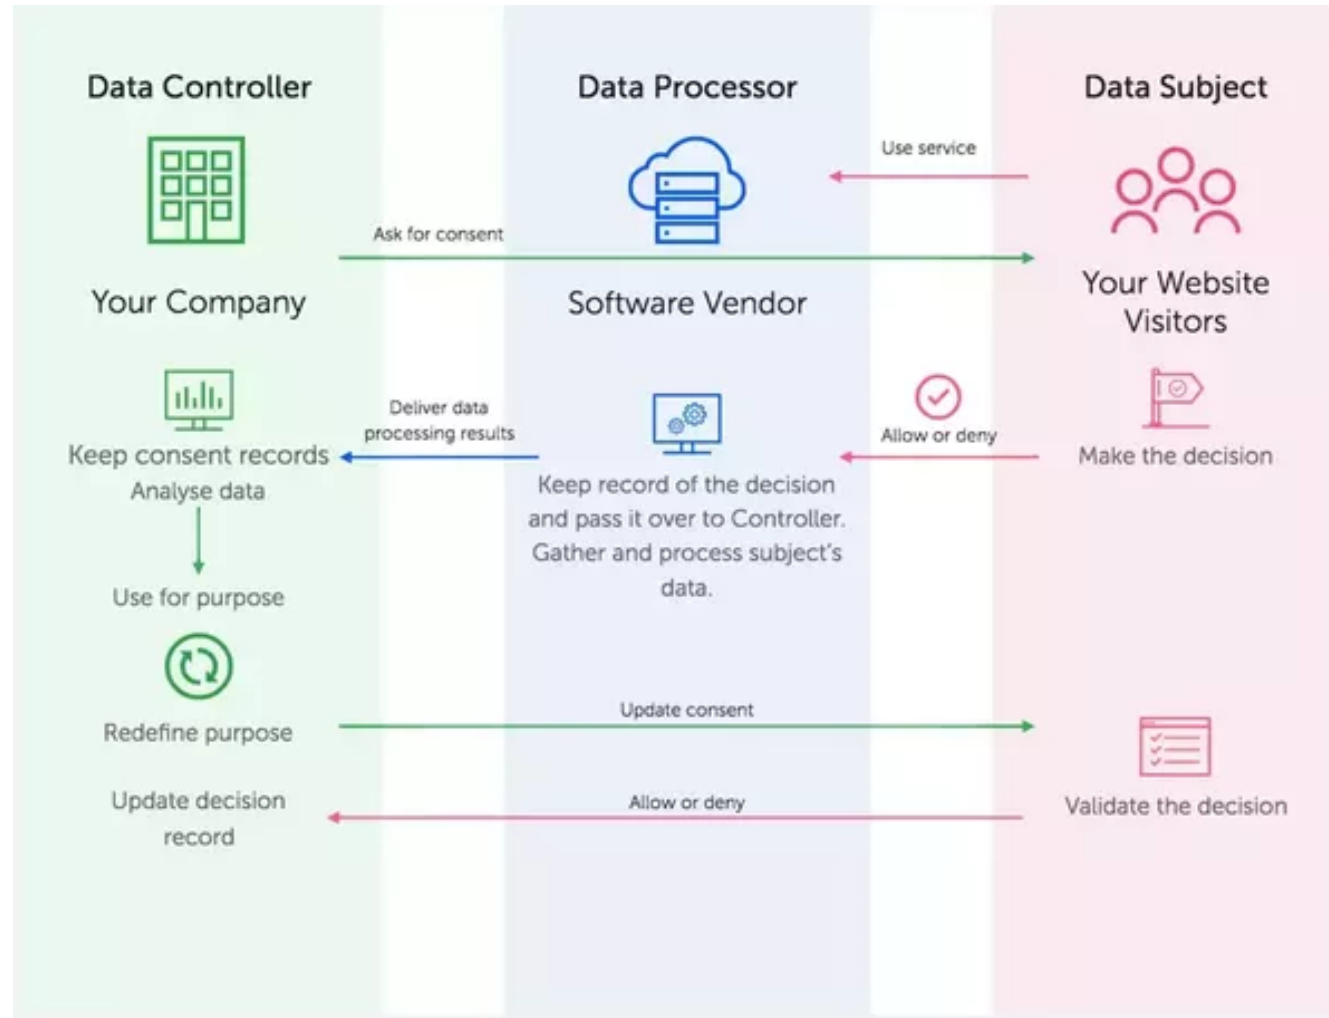 Data Controller
Data Processor
Data Subject
Use service
Ask for consent
Your Company
Software Vendor
Your Website
Visitors
Deliver data
processing results
Allow or deny
Keep consent records
Analyse data
Keep record of the decision
and pass it over to Controller.
Gather and process subject's
data.
Make the decision
Use for purpose
Redefine purpose
Update consent
Update decision
record
Allow or deny
Validate the decision